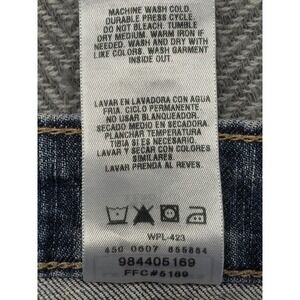 MACHINE WASH COLD.
DURABLE PRESS CYCLE.
DO NOT BLEACH. TUMBLE
DRY MEDIUM. WARM IRON IF
NEEDED. WASH AND DRY WITH
LIKE COLORS. WASH GARMENT
INSIDE OUT.
LAVAR EN LAVADORA CON AGUA
FRIA. CICLO PERMANENTE.
NO USAR BLANQUEADOR.
SECADO MEDIO EN SECADORA.
PLANCHAR TEMPERATURA
TIBIA SI ES NECESARIO.
LAVAR Y SECAR CON COLORES
SIMILARES.
LAVAR PRENDA AL REVES.
WPL-423
450 0607 855884
984405169
FFC#5169